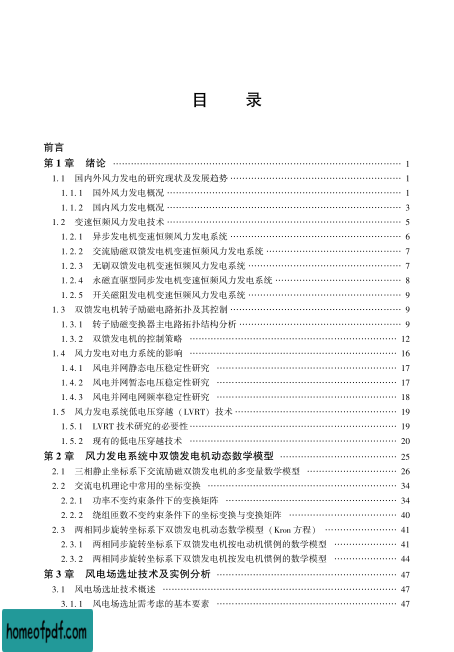 目 录
前言
第 1 章 绪论 …… 1
1. 1 国内外风力发电的研究现状及发展趋势 …… 1
1. 1. 1 国外风力发电概况 …… 1
1. 1. 2 国内风力发电概况 …… 3
1. 2 变速恒频风力发电技术 …… 5
1. 2. 1 异步发电机变速恒频风力发电系统 …… 6
1. 2. 2 交流励磁双馈发电机变速恒频风力发电系统 …… 7
1. 2. 3 无刷双馈发电机变速恒频风力发电系统 …… 7
1. 2. 4 永磁直驱型同步发电机变速恒频风力发电系统 …… 8
1. 2. 5 开关磁阻发电机变速恒频风力发电系统 …… 9
1. 3 双馈发电机转子励磁电路拓扑及其控制 …… 9
1. 3. 1 转子励磁变换器主电路拓扑结构分析 …… 9
1. 3. 2 双馈发电机的控制策略 …… 12
1. 4 风力发电对电力系统的影响 …… 16
1. 4. 1 风电并网静态电压稳定性研究 …… 17
1. 4. 2 风电并网暂态电压稳定性研究 …… 17
1. 4. 3 风电并网电网频率稳定性研究 …… 18
1. 5 风力发电系统低电压穿越（LVRT）技术 …… 19
1. 5. 1 LVRT 技术研究的必要性 …… 19
1. 5. 2 现有的低电压穿越技术 …… 20
第 2 章 风力发电系统中双馈发电机动态数学模型 …… 25
2. 1 三相静止坐标系下交流励磁双馈发电机的多变量数学模型 …… 26
2. 2 交流电机理论中常用的坐标变换 …… 34
2. 2. 1 功率不变约束条件下的变换矩阵 …… 34
2. 2. 2 绕组匝数不变约束条件下的坐标变换与变换矩阵 …… 40
2. 3 两相同步旋转坐标系下双馈发电机动态数学模型（Kron 方程） …… 41
2. 3. 1 两相同步旋转坐标系下双馈发电机按电动机惯例的数学模型 …… 41
2. 3. 2 两相同步旋转坐标系下双馈发电机按发电机惯例的数学模型 …… 44
第 3 章 风电场选址技术及实例分析 …… 47
3. 1 风电场选址技术概述 …… 47
3. 1. 1 风电场选址需考虑的基本要素 …… 47
homeofpdf.com